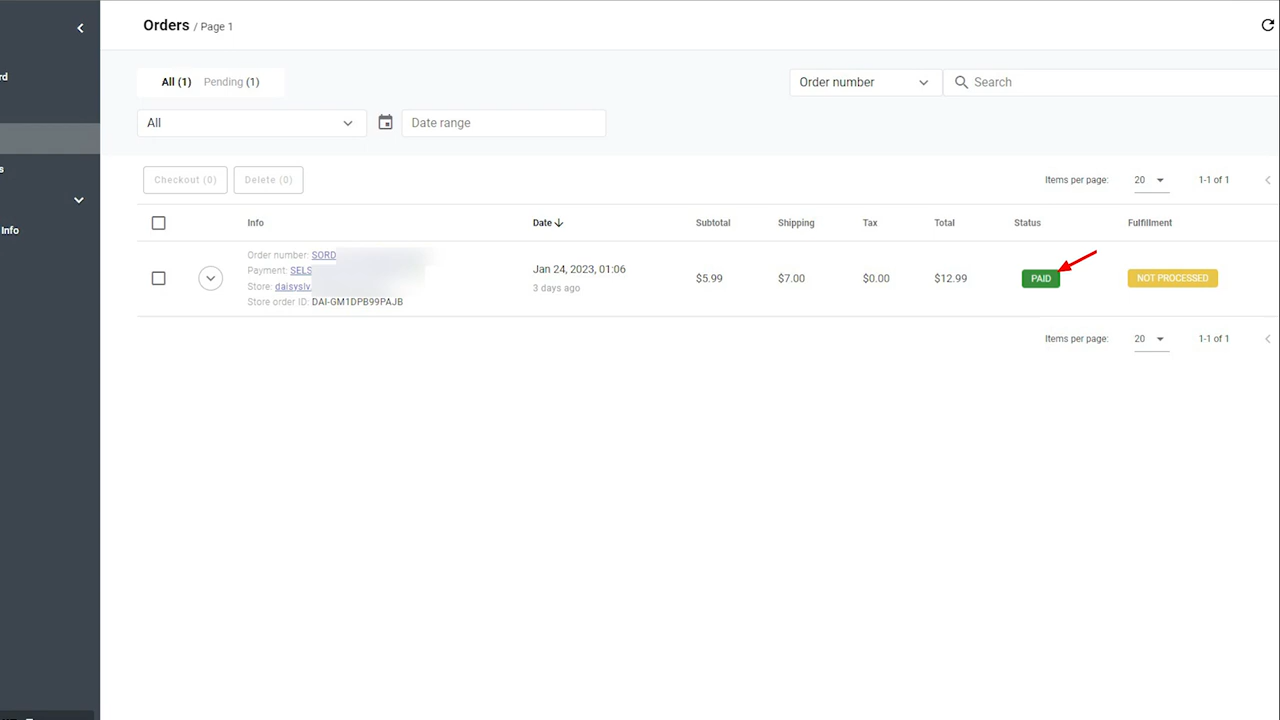 Orders / Page 1
rd
All (1) Pending (1)
Order number
Search
All
Date range
s
Info
Checkout (0) Delete (0)
Items per page: 20 1-1 of 1
Info Date Subtotal Shipping Tax Total Status Fulfillment
Order number: SORD
Payment: SELS
Store: daisyslv.
Store order ID: DAI-GM1DPB99PAJB
Jan 24, 2023, 01:06
3 days ago
$5.99 $7.00 $0.00 $12.99 PAID NOT PROCESSED
Items per page: 20 1-1 of 1